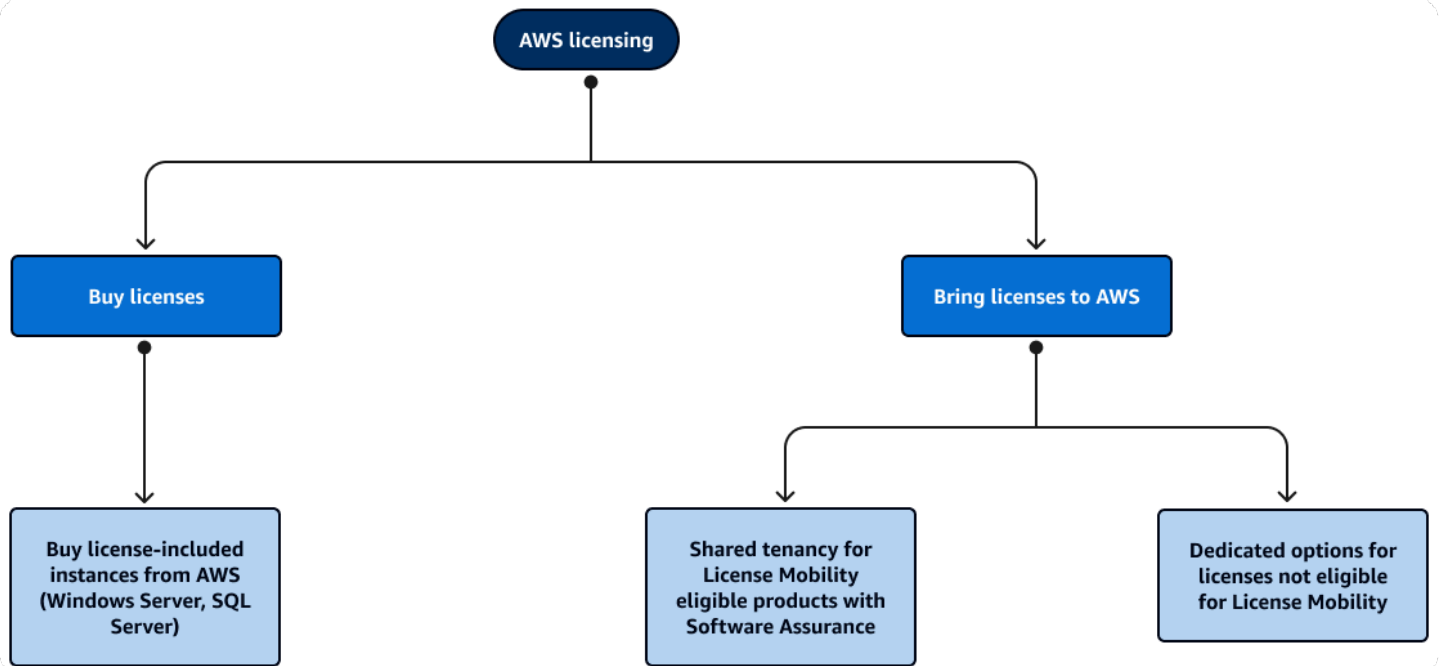 AWS licensing
Buy licenses
Bring licenses to AWS
Buy license-included
instances from AWS
(Windows Server, SQL
Server)
Shared tenancy for
License Mobility
eligible products with
Software Assurance
Dedicated options for
licenses not eligible
for License Mobility